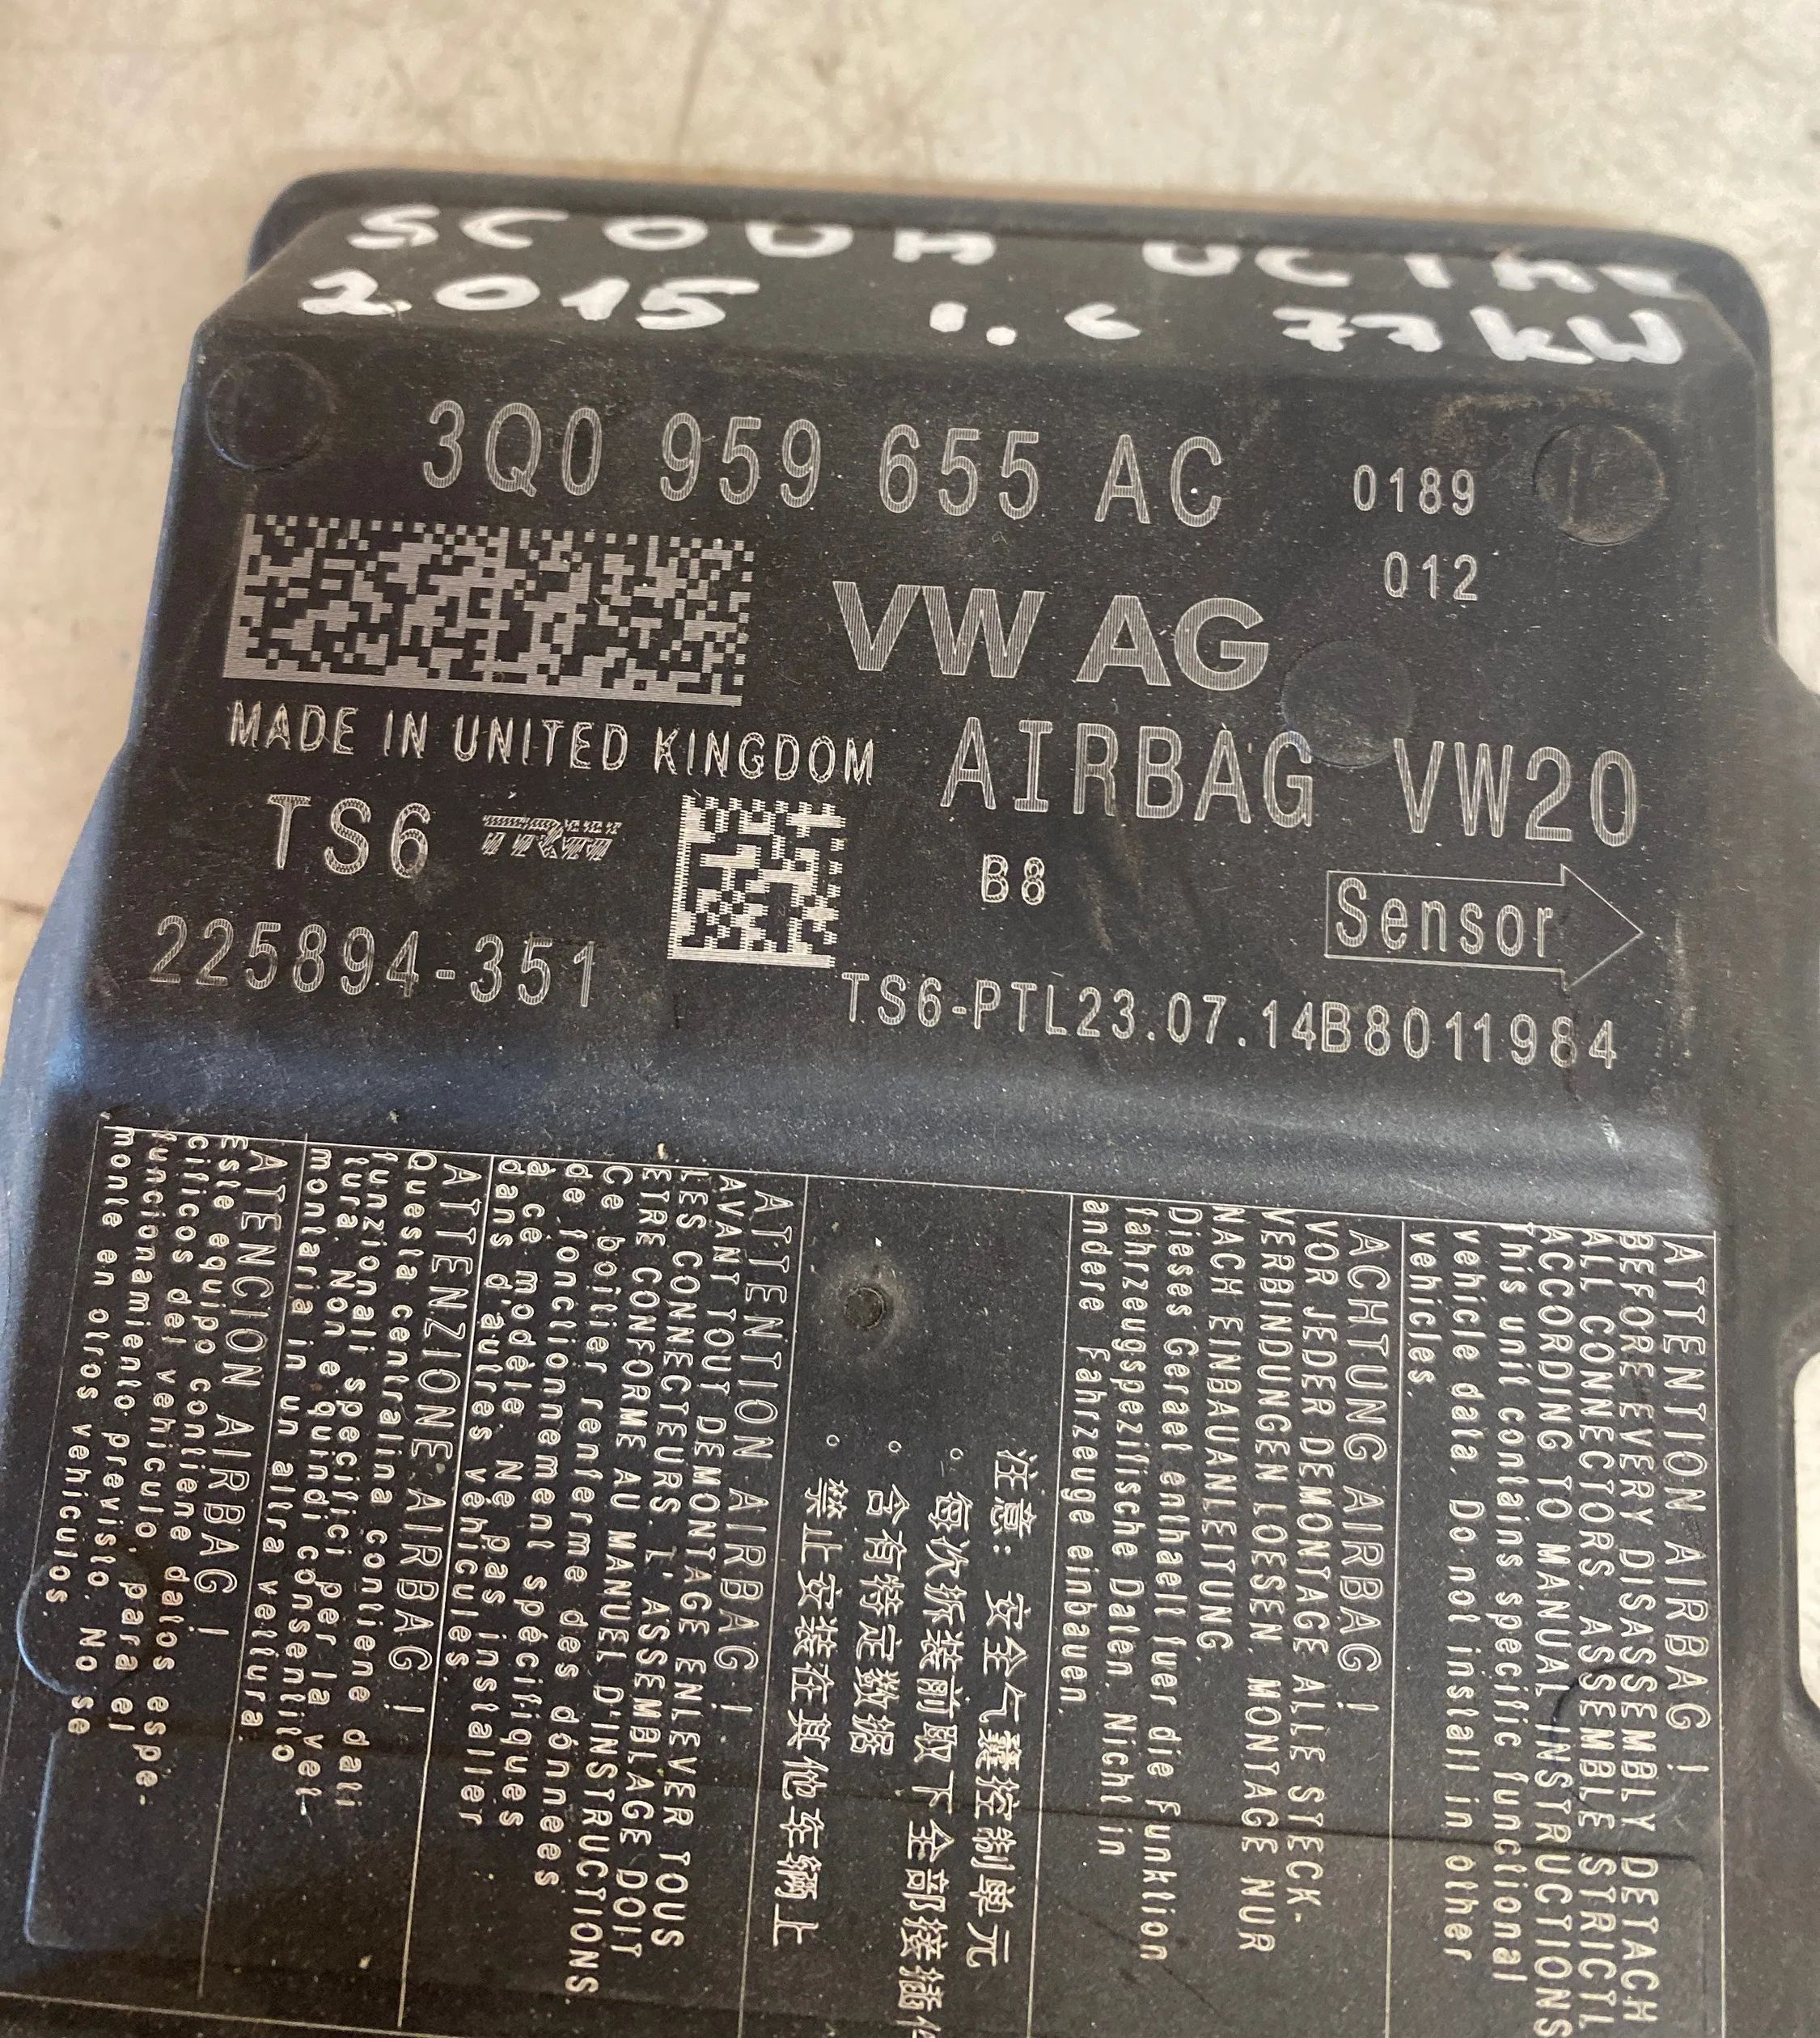 SCODA OCTAV
2015 1.6 77 kW
3Q0 959 655 AC 0189
012
VW AG
MADE IN UNITED KINGDOM
AIRBAG VW20
TS6 TRW
B8
Sensor
225894-351
TS6-PTL23.07.14B8011984
ATTENTION AIRBAG !
BEFORE EVERY DISASSEMBLY DETACH
ALL CONNECTORS. ASSEMBLE STRICTL
ACCORDING TO MANUAL INSTRUCTIONS
This unit contains specific functional
vehicle data. Do not install in other
vehicles.
ACHTUNG AIRBAG !
VOR JEDER DEMONTAGE ALLE STECK-
VERBINDUNGEN LOESEN. MONTAGE NUR
NACH EINBAUANLEITUNG
Dieses Geraet enthaelt fuer die Funktion
fahrzeugspezifische Daten. Nicht in
andere Fahrzeuge einbauen.
注意: 安全气囊控制单元
。每次拆装前取下全部接插
。含有特定数据
。禁止安装在其他车辆上
ATTENTION AIRBAG !
AVANT TOUT DEMONTAGE ENLEVER TOUS
LES CONNECTEURS. L' ASSEMBLAGE DOIT
ETRE CONFORME AU MANUEL D'INSTRUCTIONS.
Ce boitier renferme des données
de fonctionnement spécifiques
à ce modèle. Ne pas installer
dans d'autres véhicules.
ATTENZIONE AIRBAG !
Questa centralina contiene dati
funzionali specifici per la vet-
tura. Non e quindi consentito
montaria in un altra vettura.
ATENCION AIRBAG !
Este equipo contiene datos espe-
cificos del vehiculo, para el
funcionamiento previsto. No se
monte en otros vehiculos